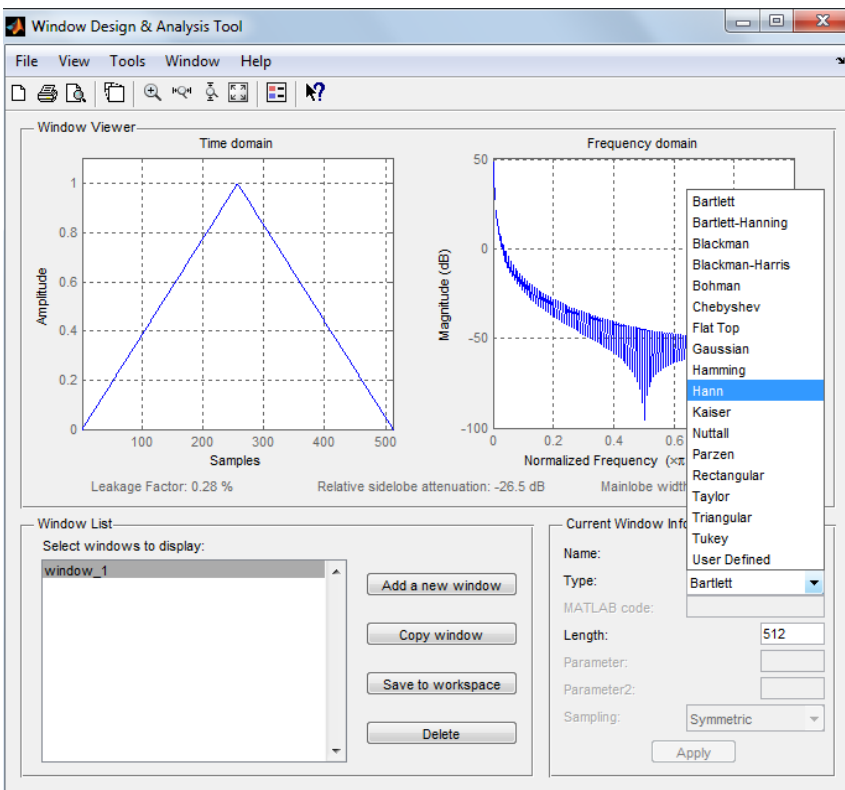 Window Design & Analysis Tool
File View Tools Window Help
Window Viewer
Time domain
Frequency domain
Amplitude
1
0.8
0.6
0.4
0.2
0
100 200 300 400 500
Samples
Magnitude (dB)
50
0
-50
-100
0 0.2 0.4 0.6
Normalized Frequency (×π
Leakage Factor: 0.28 %
Relative sidelobe attenuation: -26.5 dB
Mainlobe width
Bartlett
Bartlett-Hanning
Blackman
Blackman-Harris
Bohman
Chebyshev
Flat Top
Gaussian
Hamming
Hann
Kaiser
Nuttall
Parzen
Rectangular
Taylor
Triangular
Tukey
User Defined
Window List
Select windows to display:
window_1
Add a new window
Copy window
Save to workspace
Delete
Current Window Info
Name:
Type: Bartlett
MATLAB code:
Length: 512
Parameter:
Parameter2:
Sampling: Symmetric
Apply